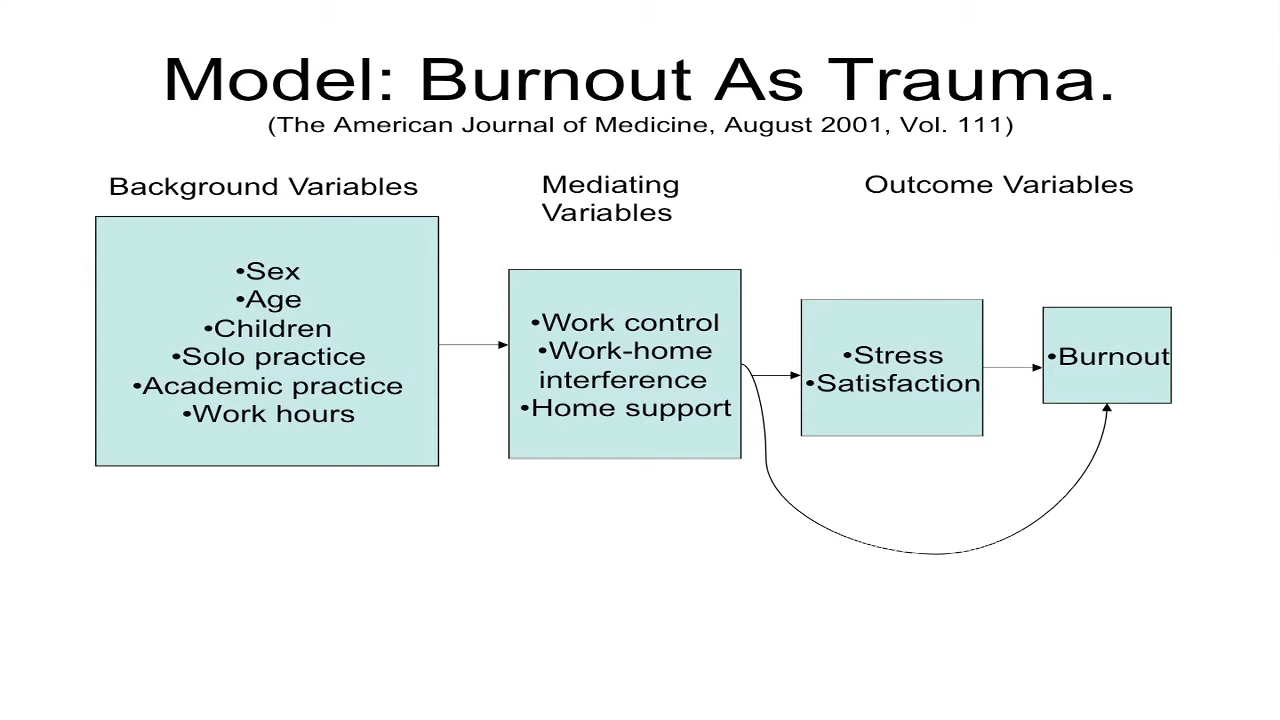 Model: Burnout As Trauma.
(The American Journal of Medicine, August 2001, Vol. 111)
Background Variables
Mediating
Variables
Outcome Variables
•Sex
•Age
•Children
•Solo practice
•Academic practice
•Work hours
•Work control
•Work-home
interference
•Home support
•Stress
•Satisfaction
•Burnout